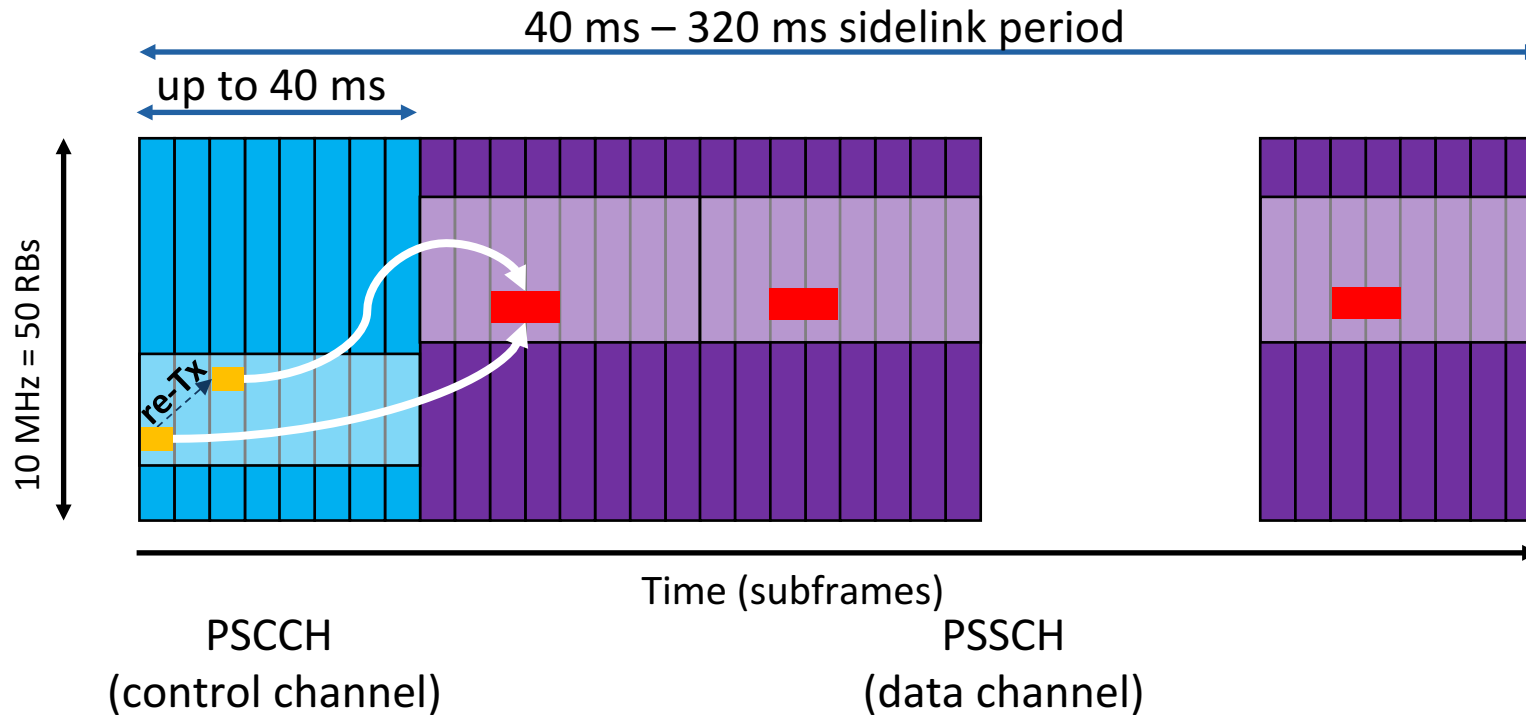 40 ms – 320 ms sidelink period
up to 40 ms
10 MHz = 50 RBs
re-Tx
Time (subframes)
PSCCH
(control channel)
PSSCH
(data channel)